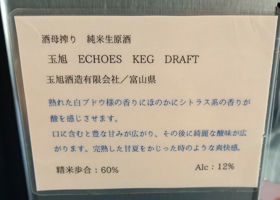 酒母搾り　純米生原酒
玉旭　ECHOES　KEG　DRAFT
玉旭酒造有限会社／富山県
熟れた白ブドウ様の香りにほのかにシトラス系の香りが
酸を感じさせます。
口に含むと豊な甘みが広がり、その後に綺麗な酸味が広
がります。完熟した甘夏をかじった時のような爽快感。
精米歩合：60%　Alc：12%